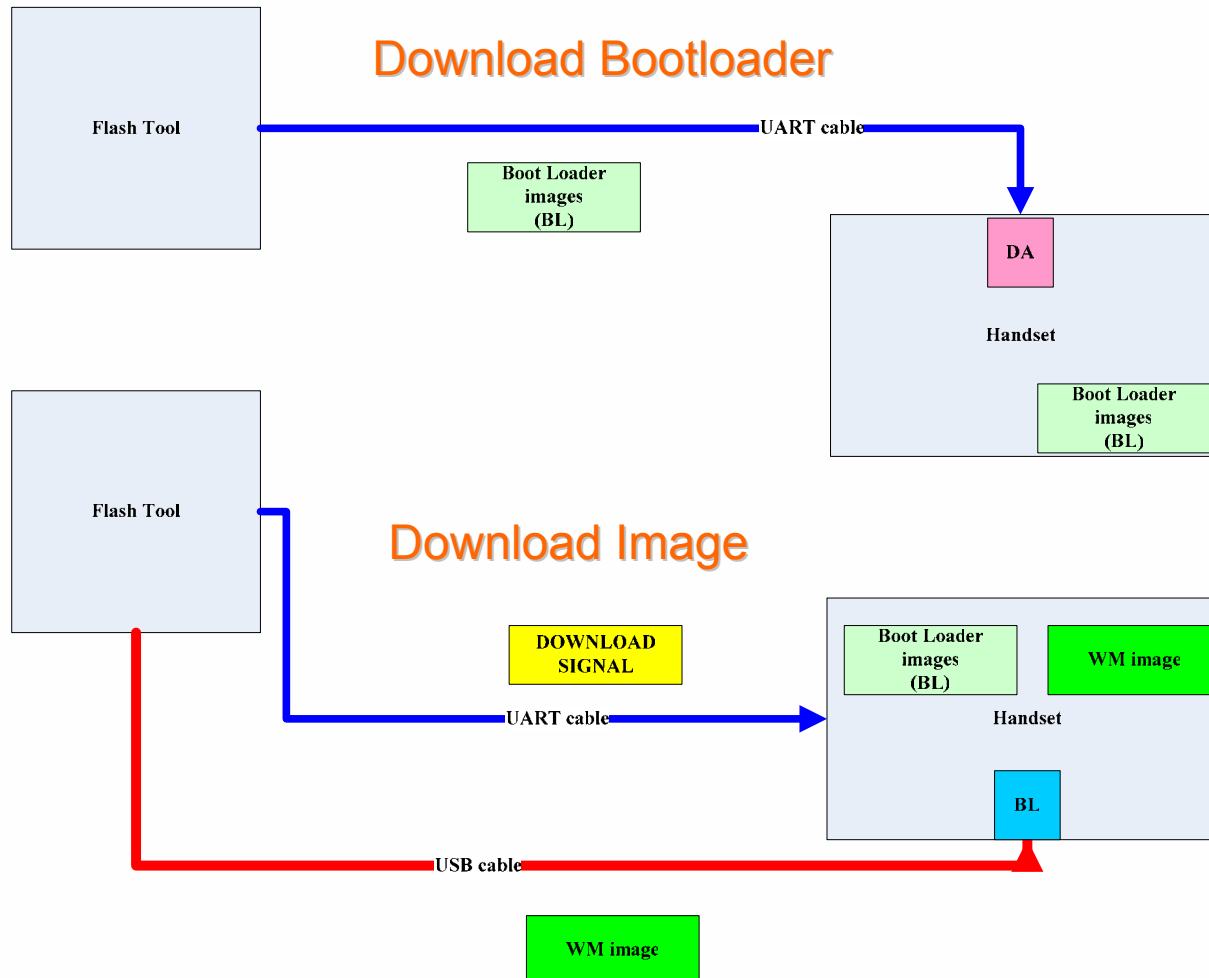 Download Bootloader
Flash Tool
UART cable
Boot Loader
images
(BL)
DA
Handset
Boot Loader
images
(BL)
Flash Tool
Download Image
DOWNLOAD
SIGNAL
Boot Loader
images
(BL)
WM image
UART cable
Handset
BL
USB cable
WM image